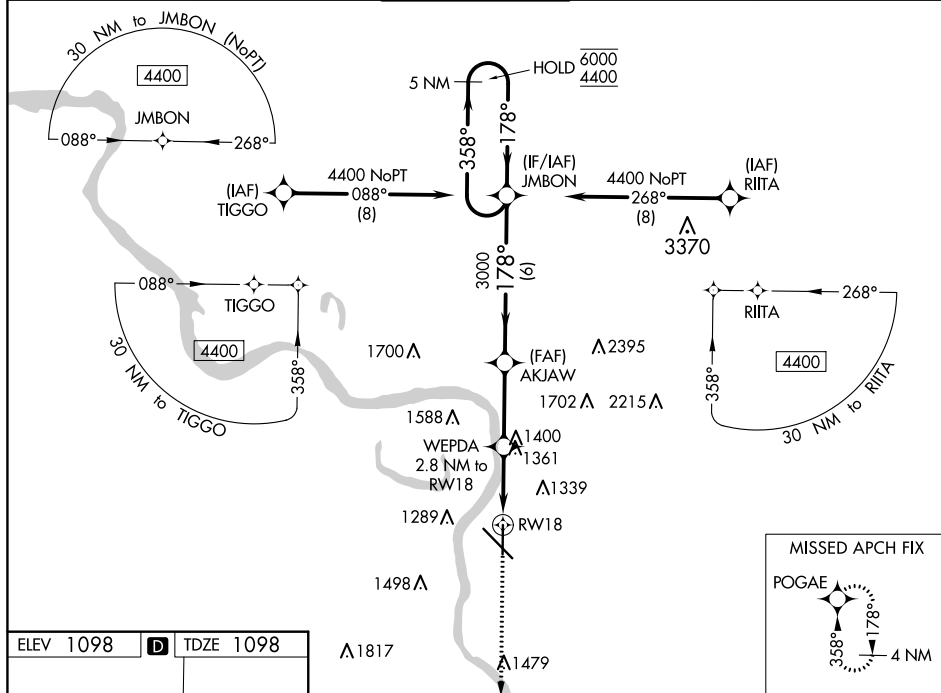 30 NM to JMBON (NoPT)
4400
JMBON
088°
268°
5 NM
HOLD
6000
4400
358°
178°
(IF/IAF)
JMBON
(IAF)
TIGGO
4400 NoPT
088°
(8)
4400 NoPT
268°
(8)
(IAF)
RIITA
3370
3000
178°
(6)
088°
TIGGO
4400
358°
30 NM to TIGGO
268°
RIITA
4400
358°
30 NM to RIITA
1700
(FAF)
AKJAW
2395
1702
2215
1588
WEPDA
2.8 NM to
RW18
1400
1361
1339
1289
RW18
1498
1817
1479
MISSED APCH FIX
POGAE
178°
358°
4 NM
ELEV 1098
D
TDZE 1098